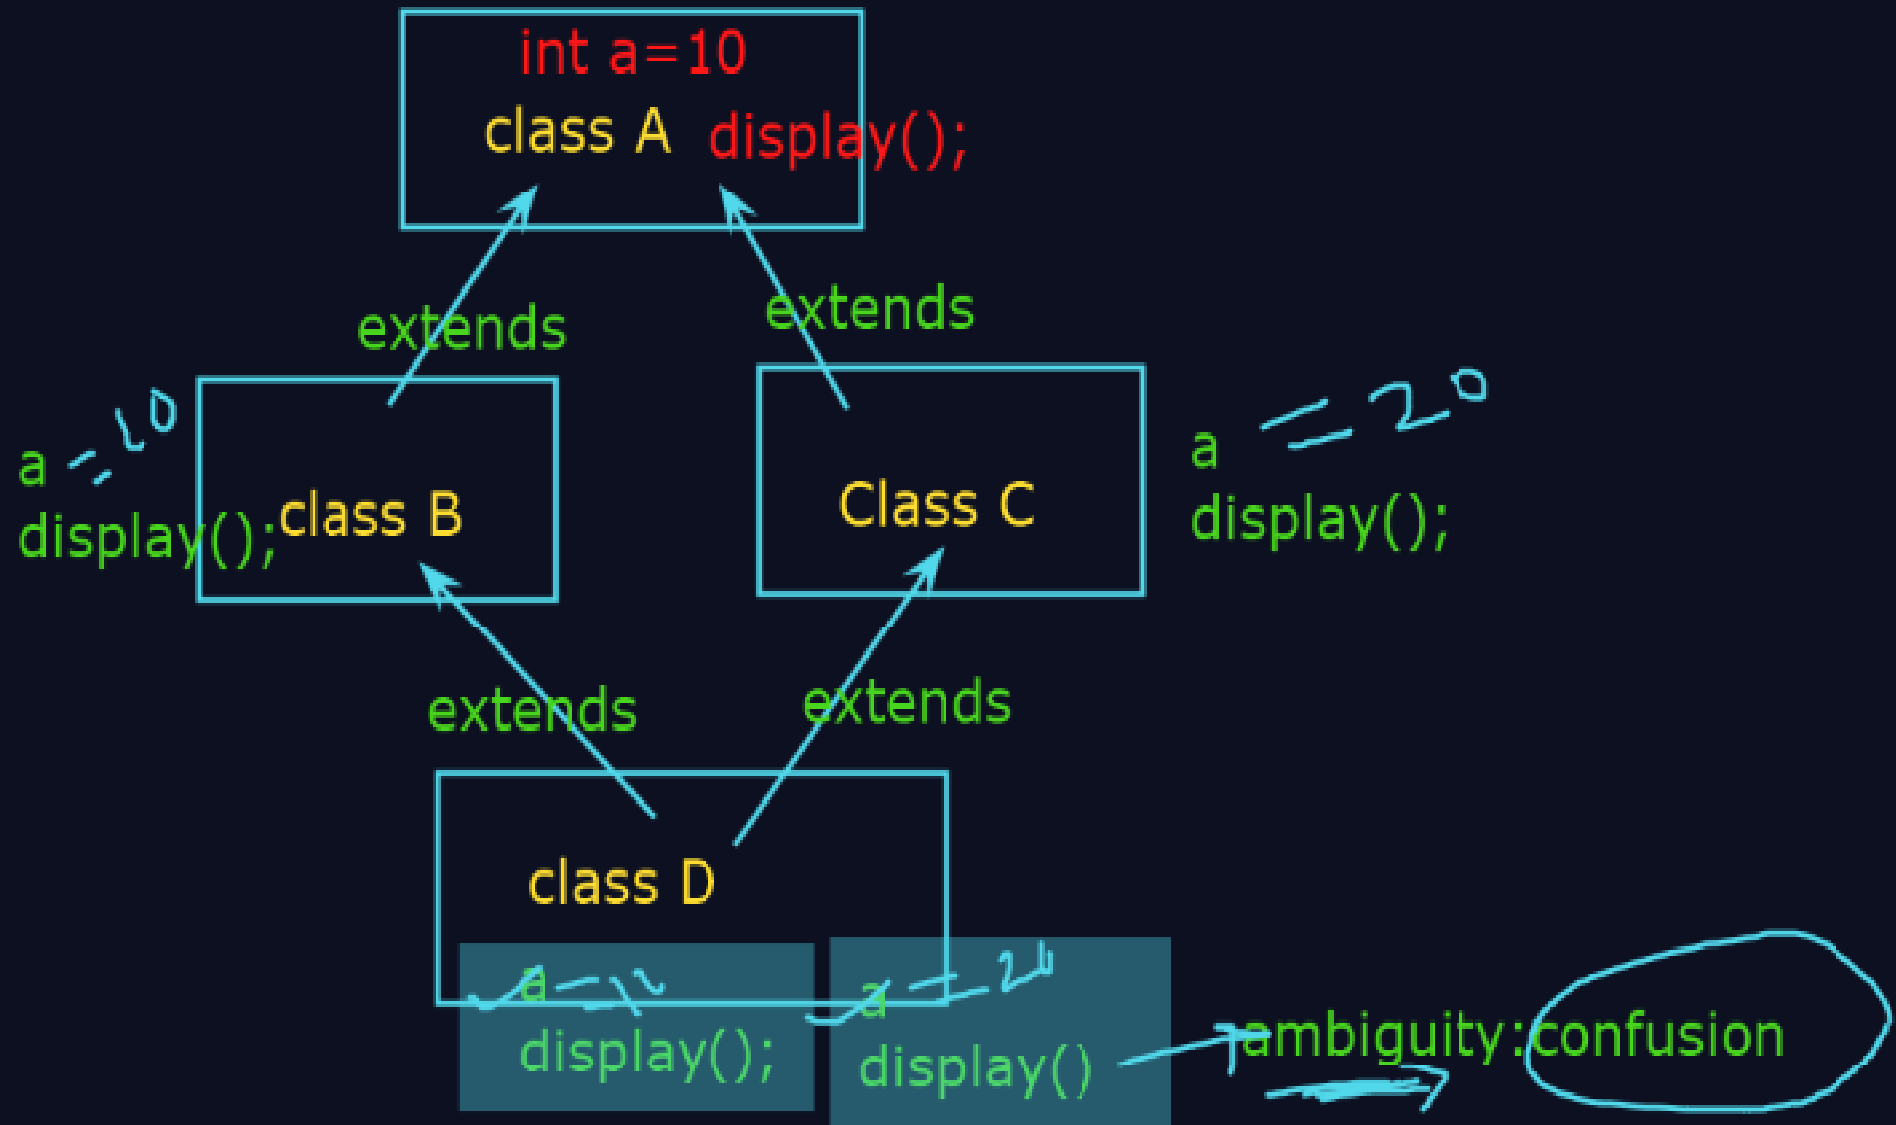 int a=10
class A display();
extends extends
a = 10
display(); class B
Class C
a = 20
display();
extends extends
class D
a =
display();
a = 20
display()
ambiguity:confusion